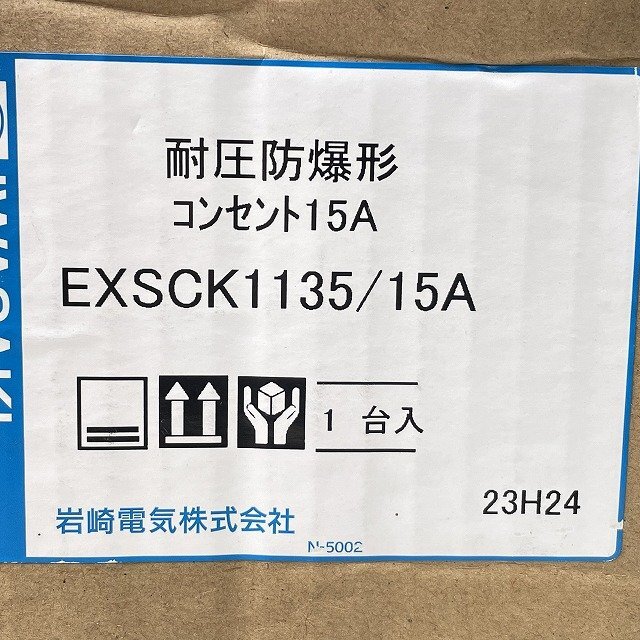 耐圧防爆形
コンセント15A
EXSCK1135/15A
1 台入
岩崎電気株式会社
23H24
N-5002
IWASAKI